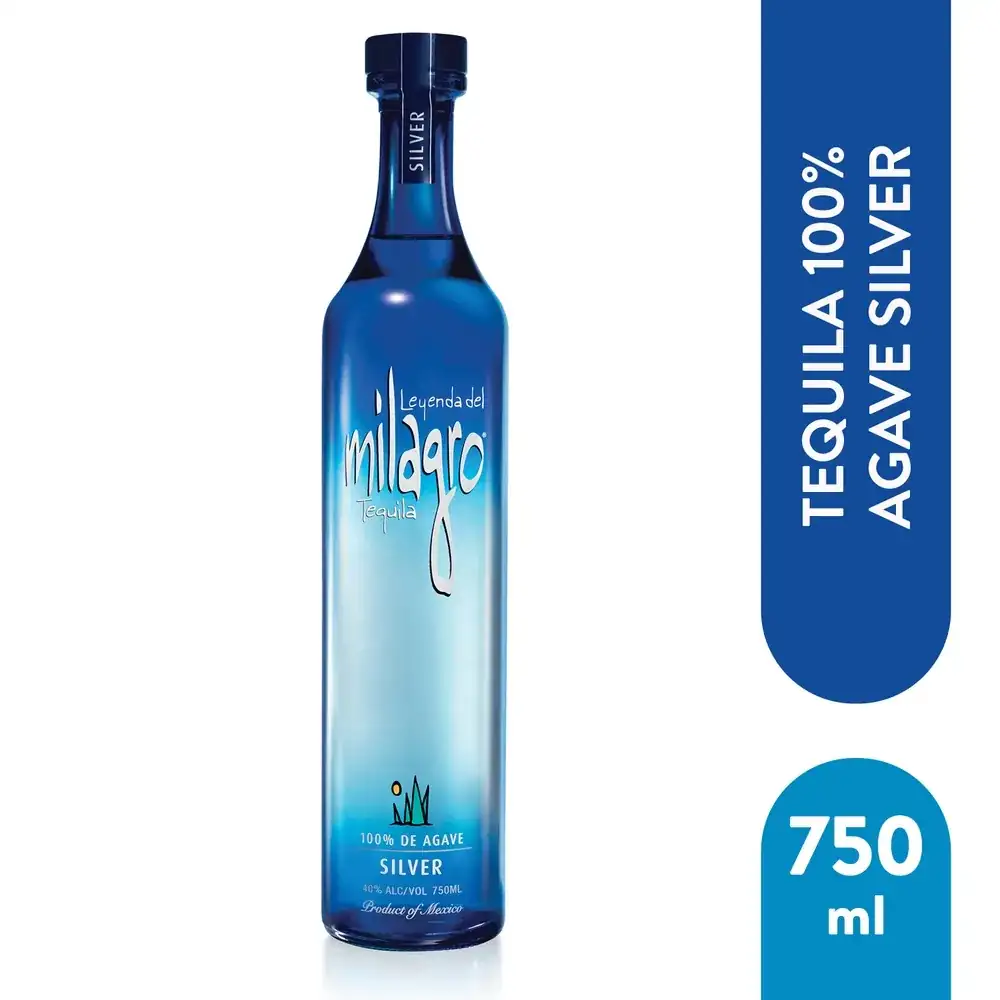 SILVER
Leyenda del
milagro®
Tequila
100% DE AGAVE
SILVER
40% ALC/VOL 750ML
Product of Mexico
TEQUILA 100%
AGAVE SILVER
750
ml